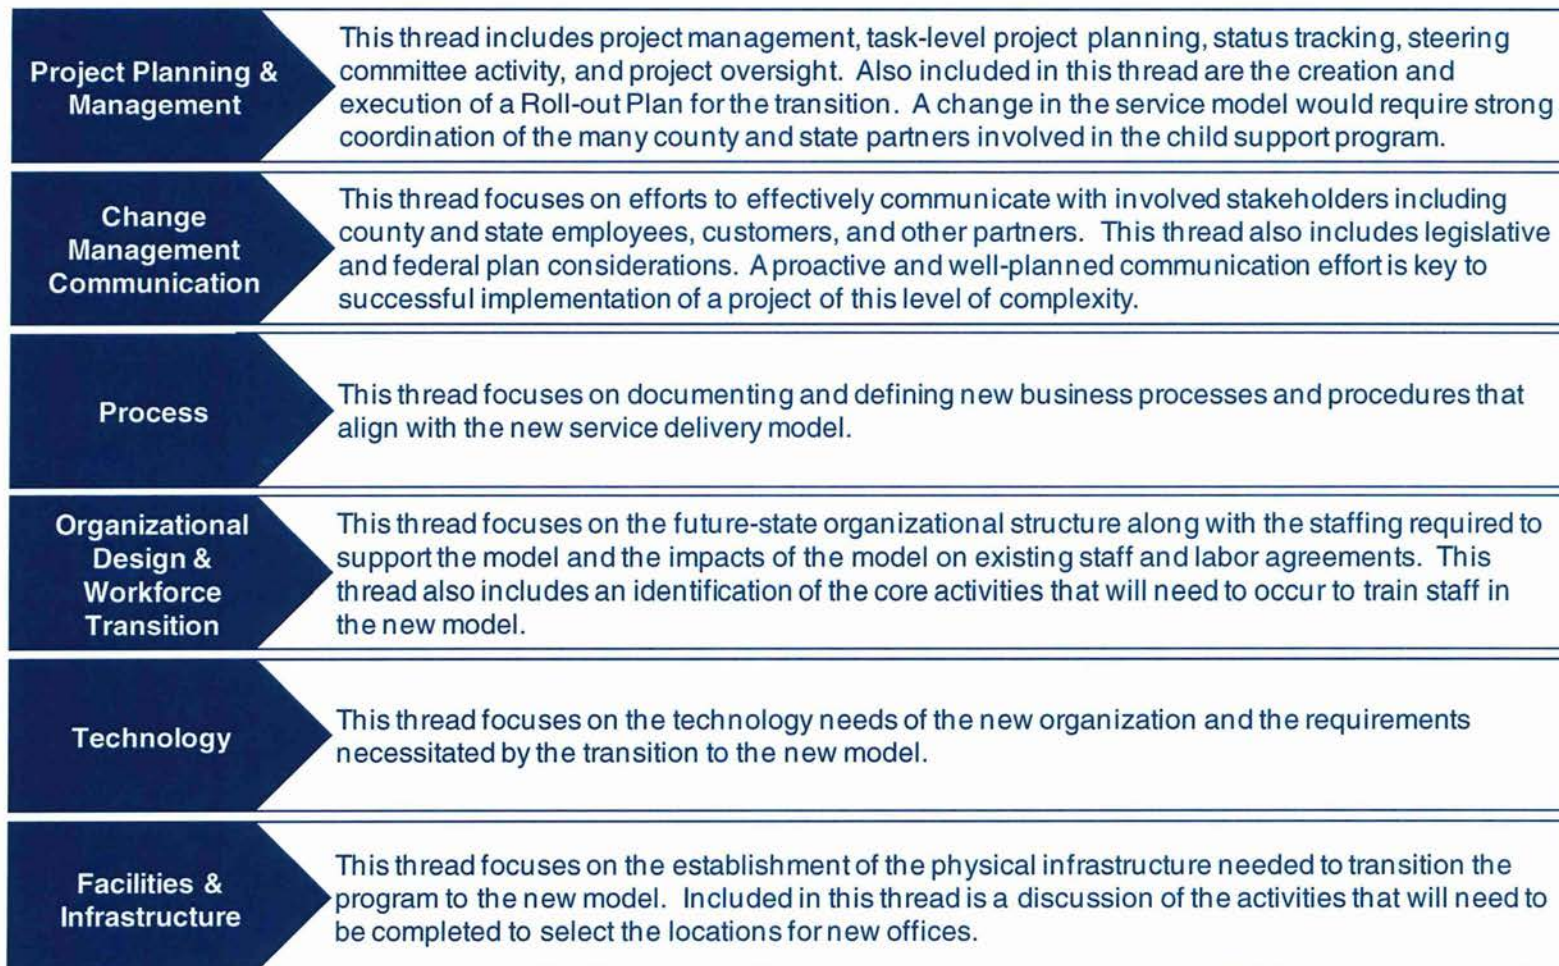 Project Planning &
Management
This thread includes project management, task-level project planning, status tracking, steering
committee activity, and project oversight. Also included in this thread are the creation and
execution of a Roll-out Plan for the transition. A change in the service model would require strong
coordination of the many county and state partners involved in the child support program.
Change
Management
Communication
This thread focuses on efforts to effectively communicate with involved stakeholders including
county and state employees, customers, and other partners. This thread also includes legislative
and federal plan considerations. A proactive and well-planned communication effort is key to
successful implementation of a project of this level of complexity.
Process
This thread focuses on documenting and defining new business processes and procedures that
align with the new service delivery model.
Organizational
Design &
Workforce
Transition
This thread focuses on the future-state organizational structure along with the staffing required to
support the model and the impacts of the model on existing staff and labor agreements. This
thread also includes an identification of the core activities that will need to occur to train staff in
the new model.
Technology
This thread focuses on the technology needs of the new organization and the requirements
necessitated by the transition to the new model.
Facilities &
Infrastructure
This thread focuses on the establishment of the physical infrastructure needed to transition the
program to the new model. Included in this thread is a discussion of the activities that will need to
be completed to select the locations for new offices.